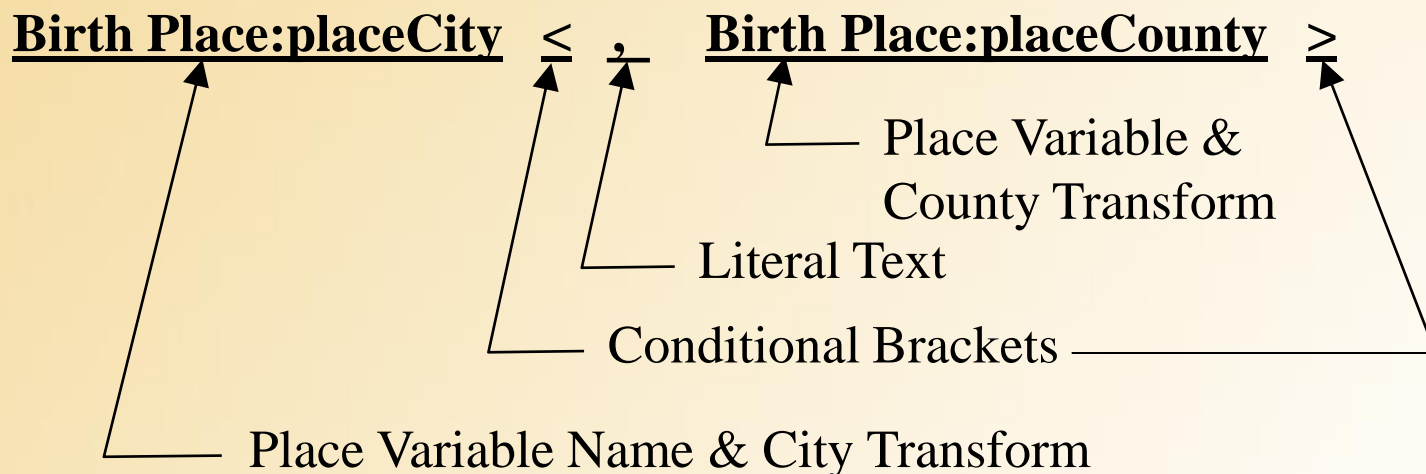 Birth Place:placeCity < , Birth Place:placeCounty >
Place Variable &
County Transform
Literal Text
Conditional Brackets
Place Variable Name & City Transform